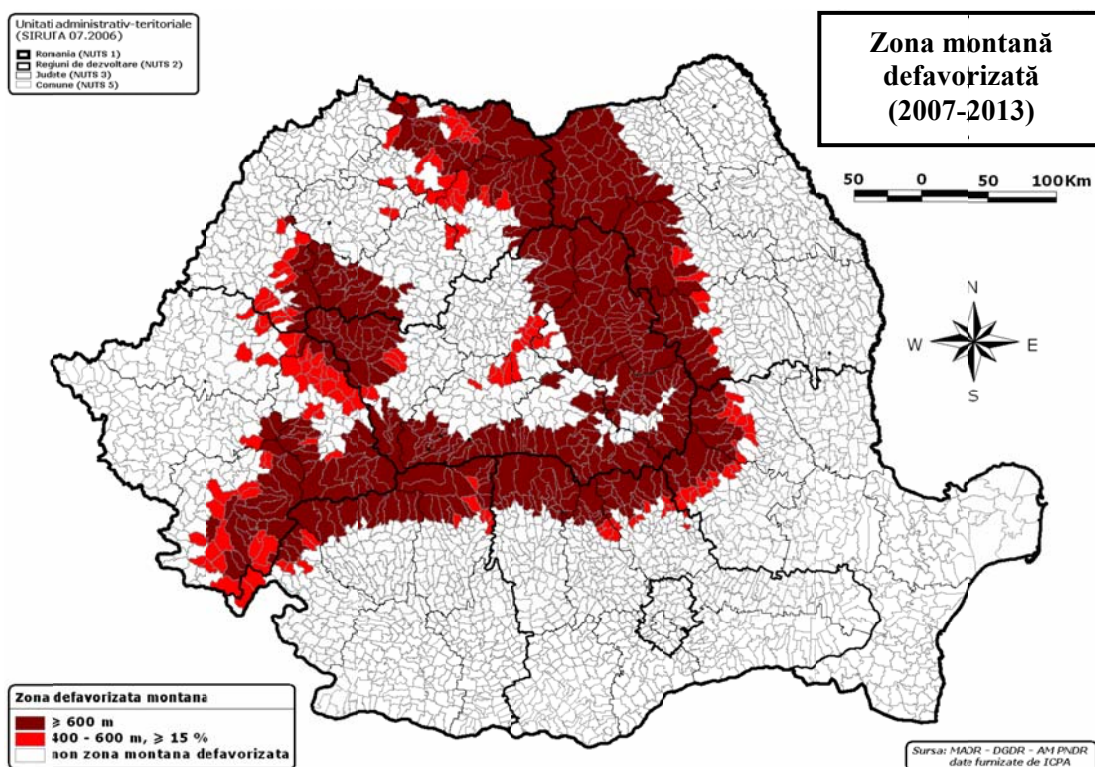 Unitati administrativ-teritoriale
(SIRUTA 07.2006)
Romania (NUTS 1)
Regiuni de dezvoltare (NUTS 2)
Judete (NUTS 3)
Comune (NUTS 5)
Zona montană
defavorizată
(2007-2013)
50 0 50 100 Km
N
W E
S
Zona defavorizata montana
≥ 600 m
400 - 600 m, ≥ 15 %
non zona montana defavorizata
Sursa: MADR - DGDR - AM PNDR
date furnizate de ICPA